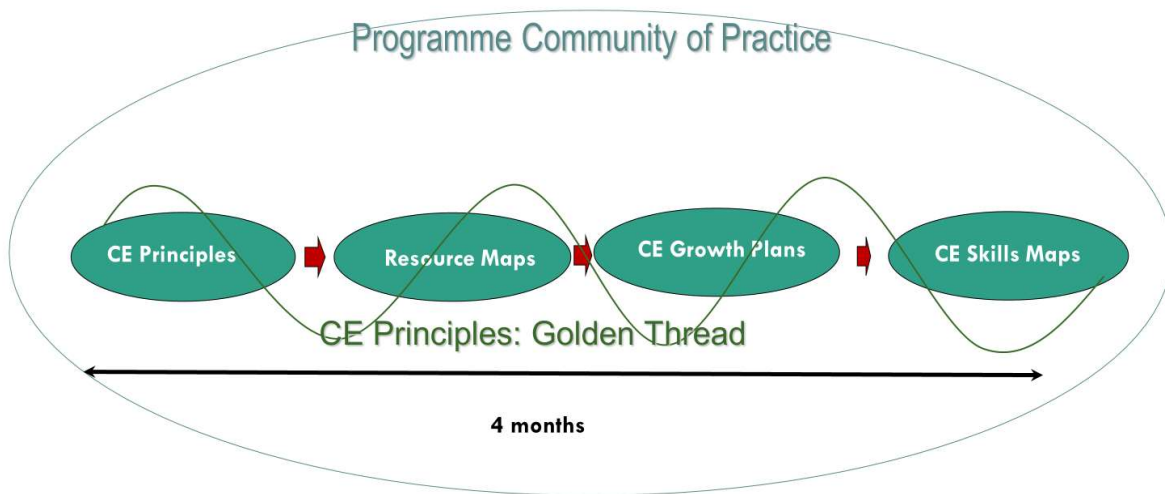 Programme Community of Practice
CE Principles
Resource Maps
CE Growth Plans
CE Skills Maps
CE Principles: Golden Thread
4 months